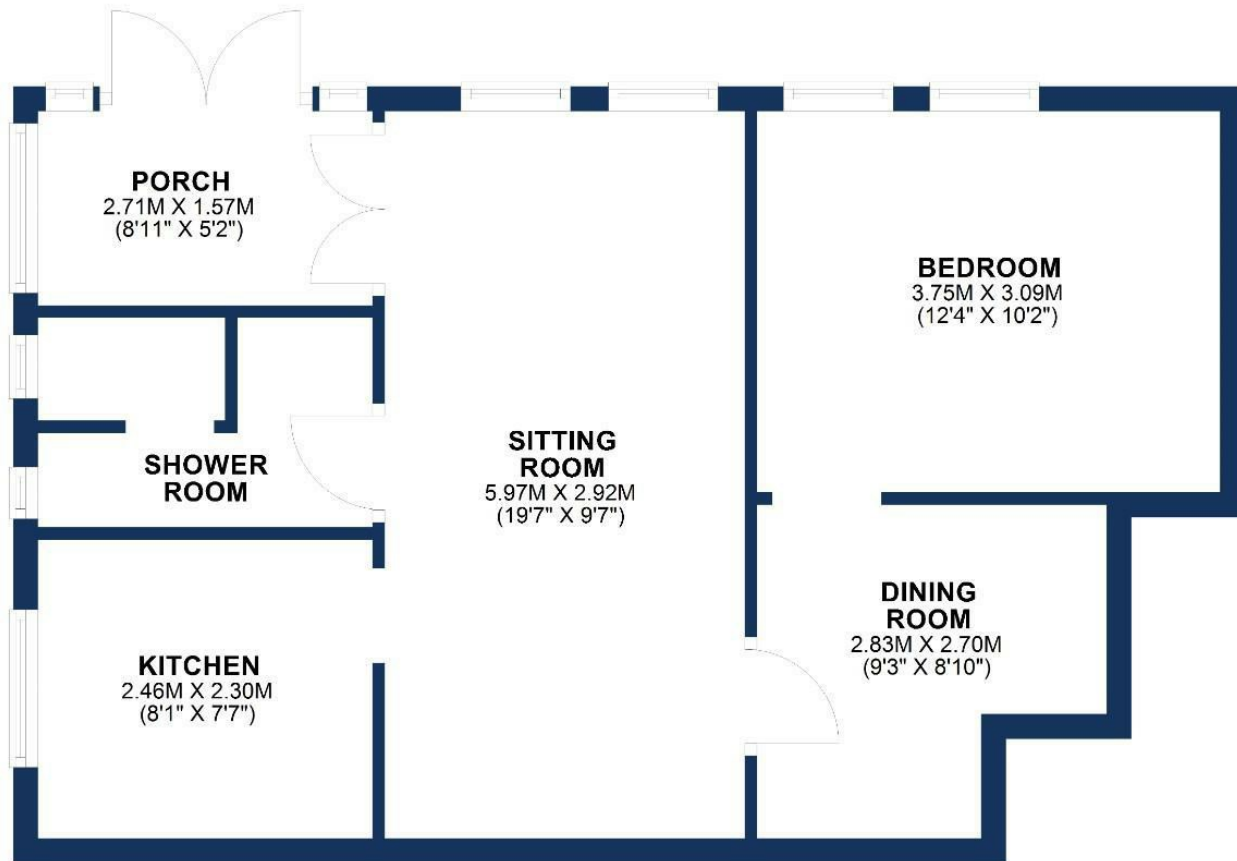 PORCH
2.71M X 1.57M
(8'11" X 5'2")
BEDROOM
3.75M X 3.09M
(12'4" X 10'2")
SITTING
ROOM
5.97M X 2.92M
(19'7" X 9'7")
SHOWER
ROOM
DINING
ROOM
2.83M X 2.70M
(9'3" X 8'10")
KITCHEN
2.46M X 2.30M
(8'1" X 7'7")